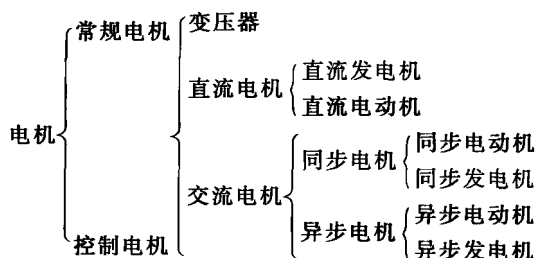 常规电机
变压器
直流电机
直流发电机
直流电动机
电机
交流电机
同步电机
同步电动机
同步发电机
异步电机
异步电动机
异步发电机
控制电机